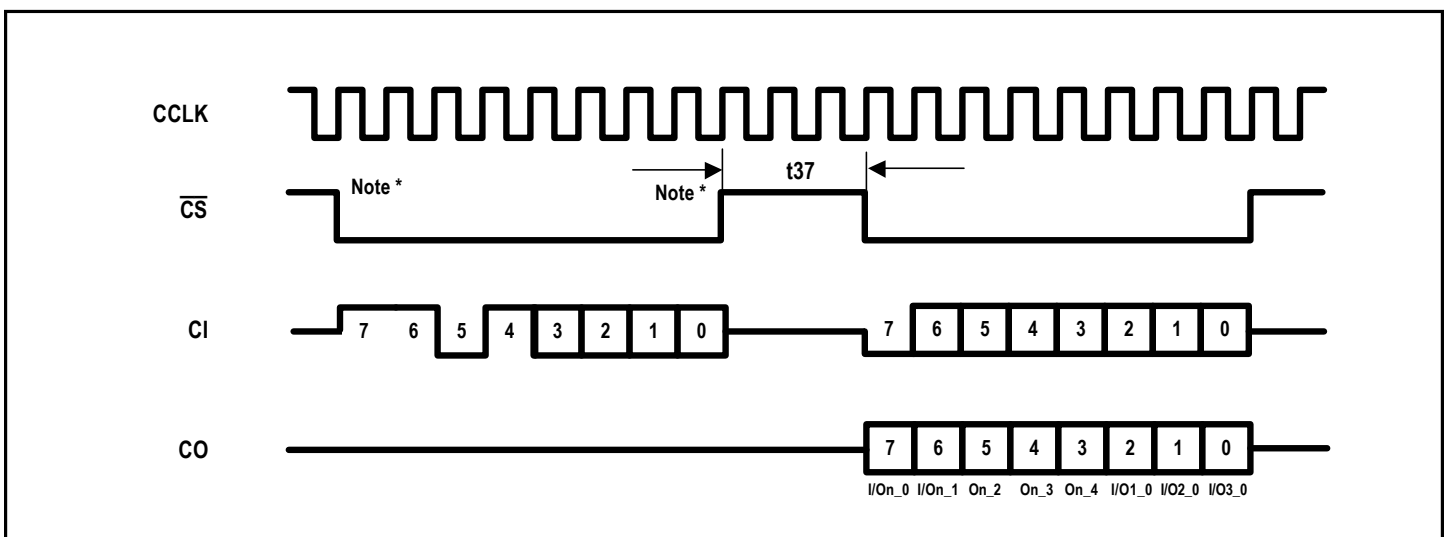 CCLK
t37
Note * Note *
CS
CI 7 6 5 4 3 2 1 0 7 6 5 4 3 2 1 0
CO 7 6 5 4 3 2 1 0
I/On_0 I/On_1 On_2 On_3 On_4 I/O1_0 I/O2_0 I/O3_0